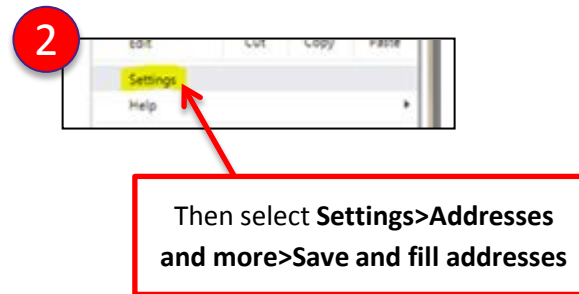 2
Edit Cut Copy Paste
Settings
Help
Then select Settings>Addresses
and more>Save and fill addresses